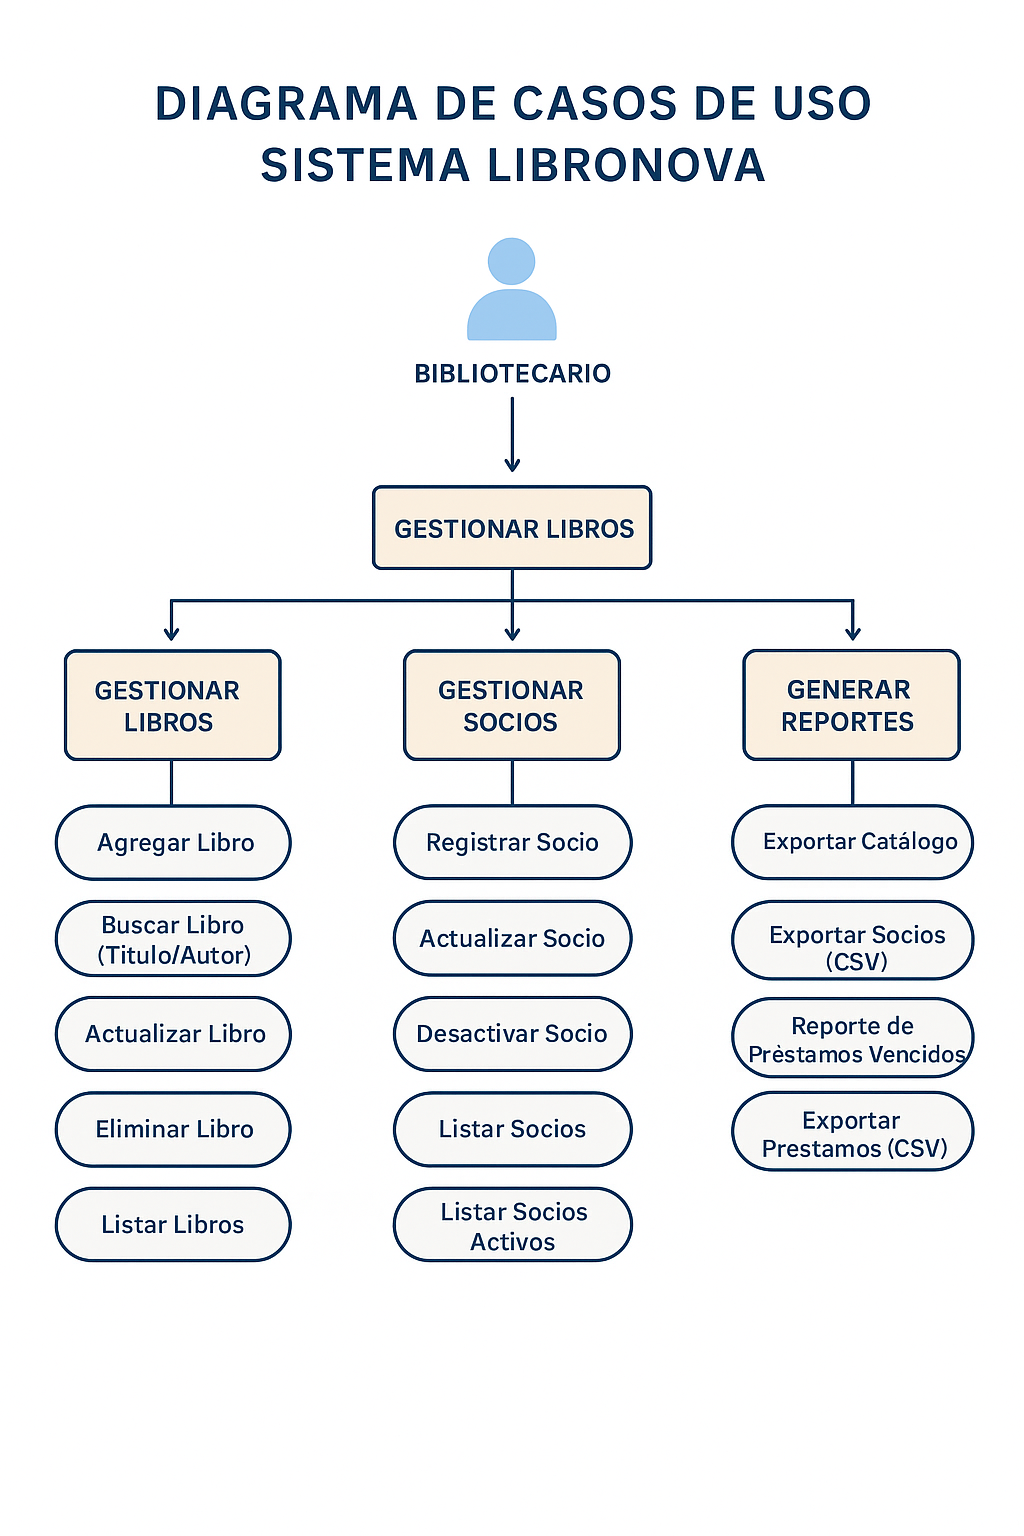 DIAGRAMA DE CASOS DE USO
SISTEMA LIBRONOVA
BIBLIOTECARIO
GESTIONAR LIBROS
GESTIONAR
LIBROS
Agregar Libro
Buscar Libro
(Titulo/Autor)
Actualizar Libro
Eliminar Libro
Listar Libros
GESTIONAR
SOCIOS
Registrar Socio
Actualizar Socio
Desactivar Socio
Listar Socios
Listar Socios
Activos
GENERAR
REPORTES
Exportar Catálogo
Exportar Socios
(CSV)
Reporte de
Prèstamos Vencidos
Exportar
Prestamos (CSV)